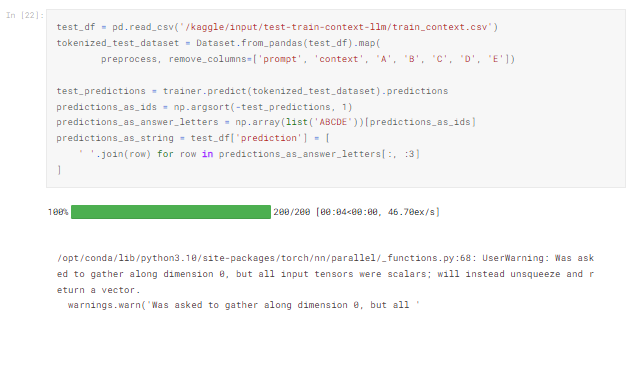 In [22]:
test_df = pd.read_csv('/kaggle/input/test-train-context-llm/train_context.csv')
tokenized_test_dataset = Dataset.from_pandas(test_df).map(
        preprocess, remove_columns=['prompt', 'context', 'A', 'B', 'C', 'D', 'E'])

test_predictions = trainer.predict(tokenized_test_dataset).predictions
predictions_as_ids = np.argsort(-test_predictions, 1)
predictions_as_answer_letters = np.array(list('ABCDE'))[predictions_as_ids]
predictions_as_string = test_df['prediction'] = [
    ' '.join(row) for row in predictions_as_answer_letters[:, :3]
]
100% 200/200 [00:04<00:00, 46.70ex/s]
/opt/conda/lib/python3.10/site-packages/torch/nn/parallel/_functions.py:68: UserWarning: Was ask
ed to gather along dimension 0, but all input tensors were scalars; will instead unsqueeze and r
eturn a vector.
  warnings.warn('Was asked to gather along dimension 0, but all '